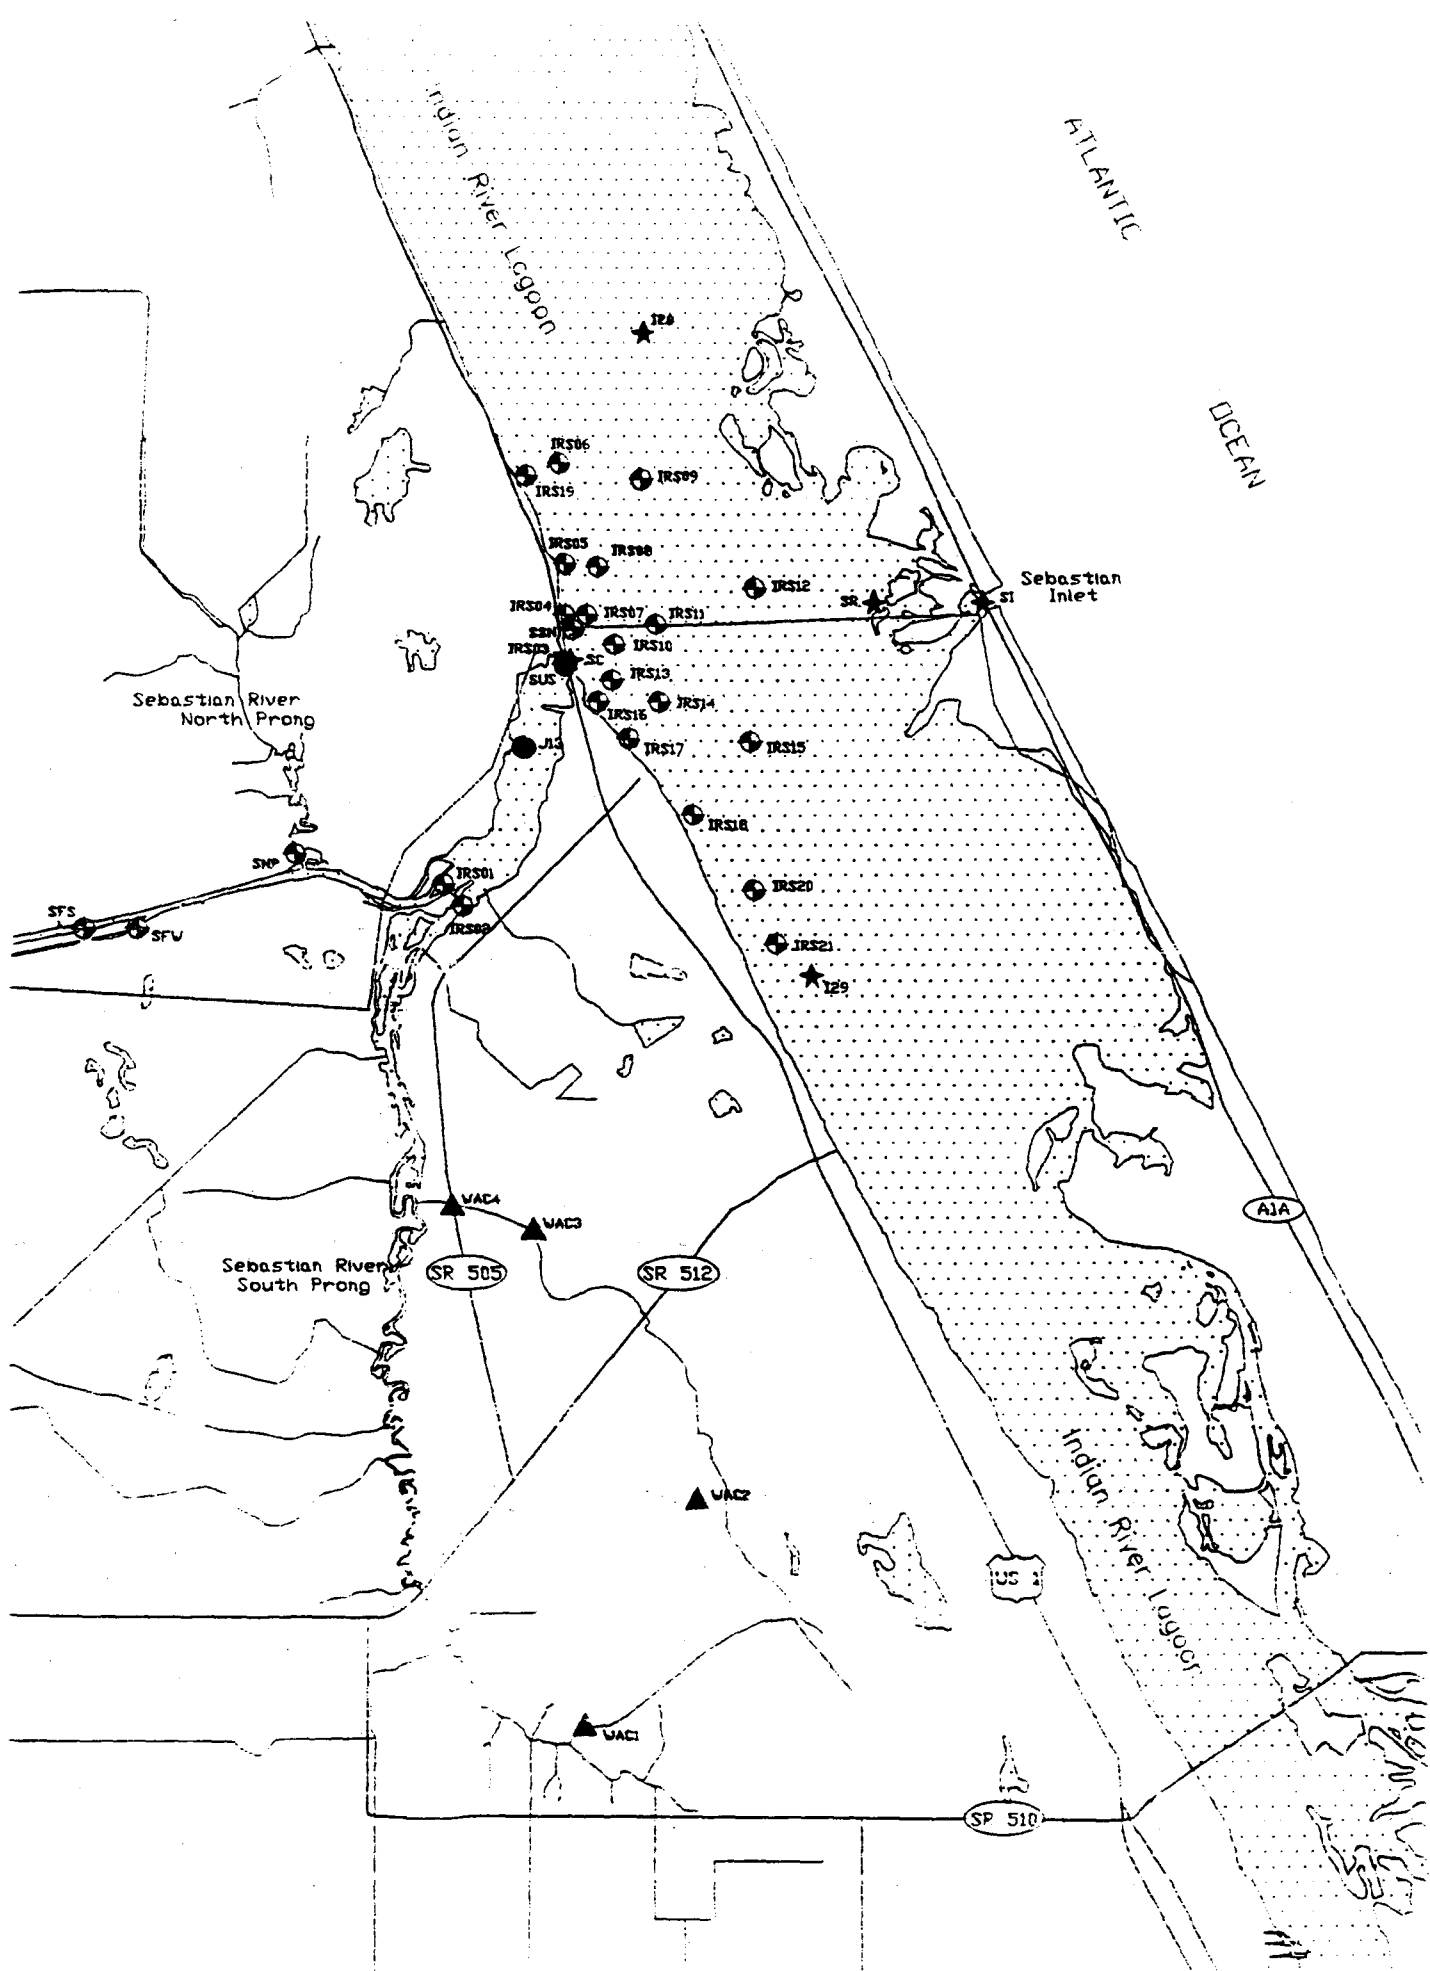 Indian River Lagoon
ATLANTIC
OCEAN
I28
IRS06
IRS19
IRS09
IRS05
IRS08
IRS12
SR
SI
Sebastian
Inlet
IRS04
IRS07
IRS11
SSN
IRS03
SC
IRS10
SUS
IRS13
IRS16
IRS14
J13
IRS17
IRS15
Sebastian River
North Prong
IRS18
SNP
IRS01
IRS20
SFS
SFW
IRS02
IRS21
I29
WAC4
WAC3
A1A
Sebastian River
South Prong
SR 505
SR 512
Indian River Lagoon
WAC2
US 1
WAC1
SR 510